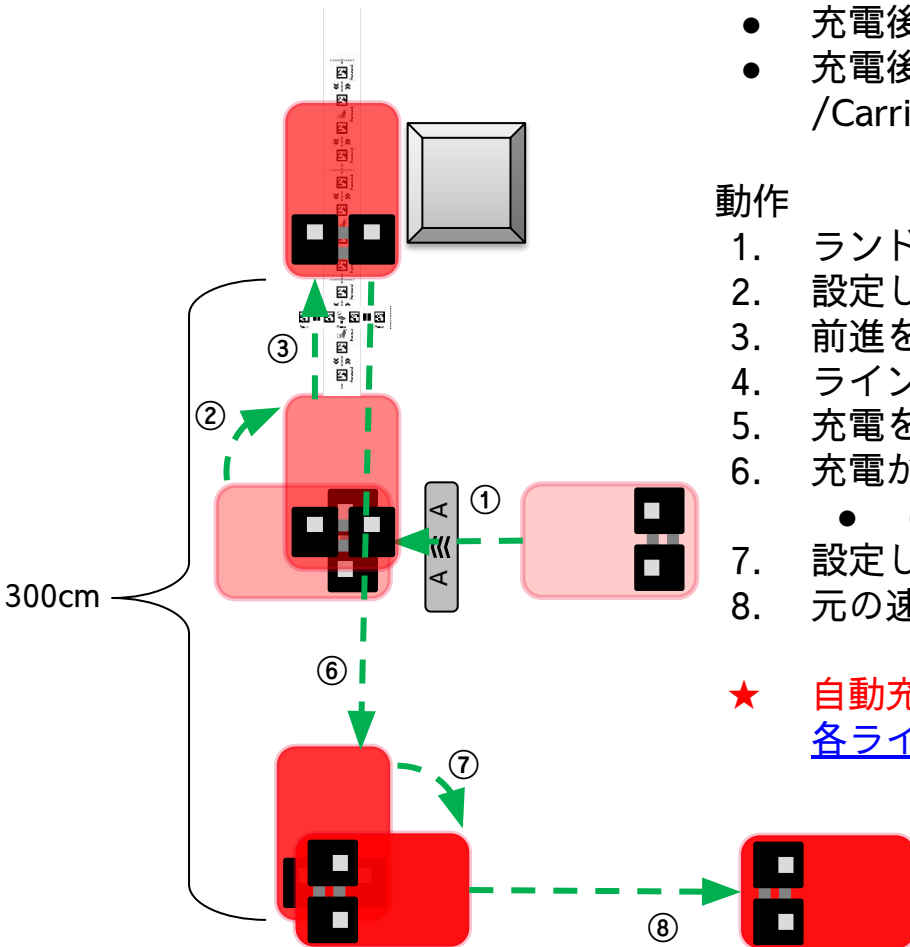 ● 充電後
● 充電後
/Carri
動作
1. ランド
2. 設定し
3. 前進を
4. ライン
5. 充電を
6. 充電か
●
7. 設定し
8. 元の速
★ 自動充
各ライ
③
②
①
A A
300cm
⑥
⑦
⑧